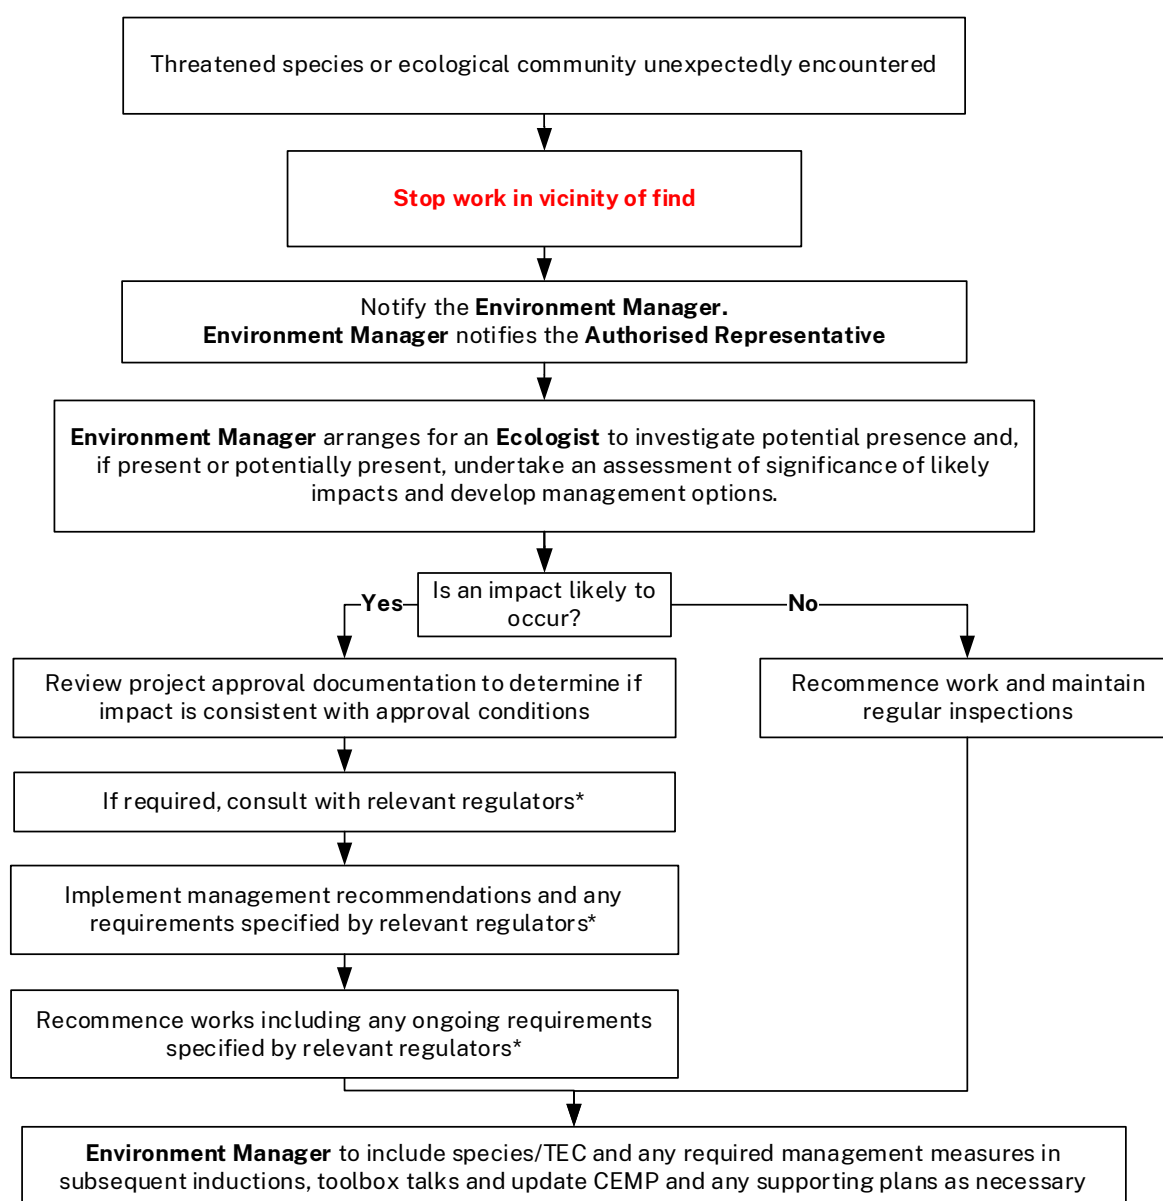 Threatened species or ecological community unexpectedly encountered
Stop work in vicinity of find
Notify the Environment Manager.
Environment Manager notifies the Authorised Representative
Environment Manager arranges for an Ecologist to investigate potential presence and,
if present or potentially present, undertake an assessment of significance of likely
impacts and develop management options.
Is an impact likely to
occur?
Yes
No
Review project approval documentation to determine if
impact is consistent with approval conditions
Recommence work and maintain
regular inspections
If required, consult with relevant regulators*
Implement management recommendations and any
requirements specified by relevant regulators*
Recommence works including any ongoing requirements
specified by relevant regulators*
Environment Manager to include species/TEC and any required management measures in
subsequent inductions, toolbox talks and update CEMP and any supporting plans as necessary